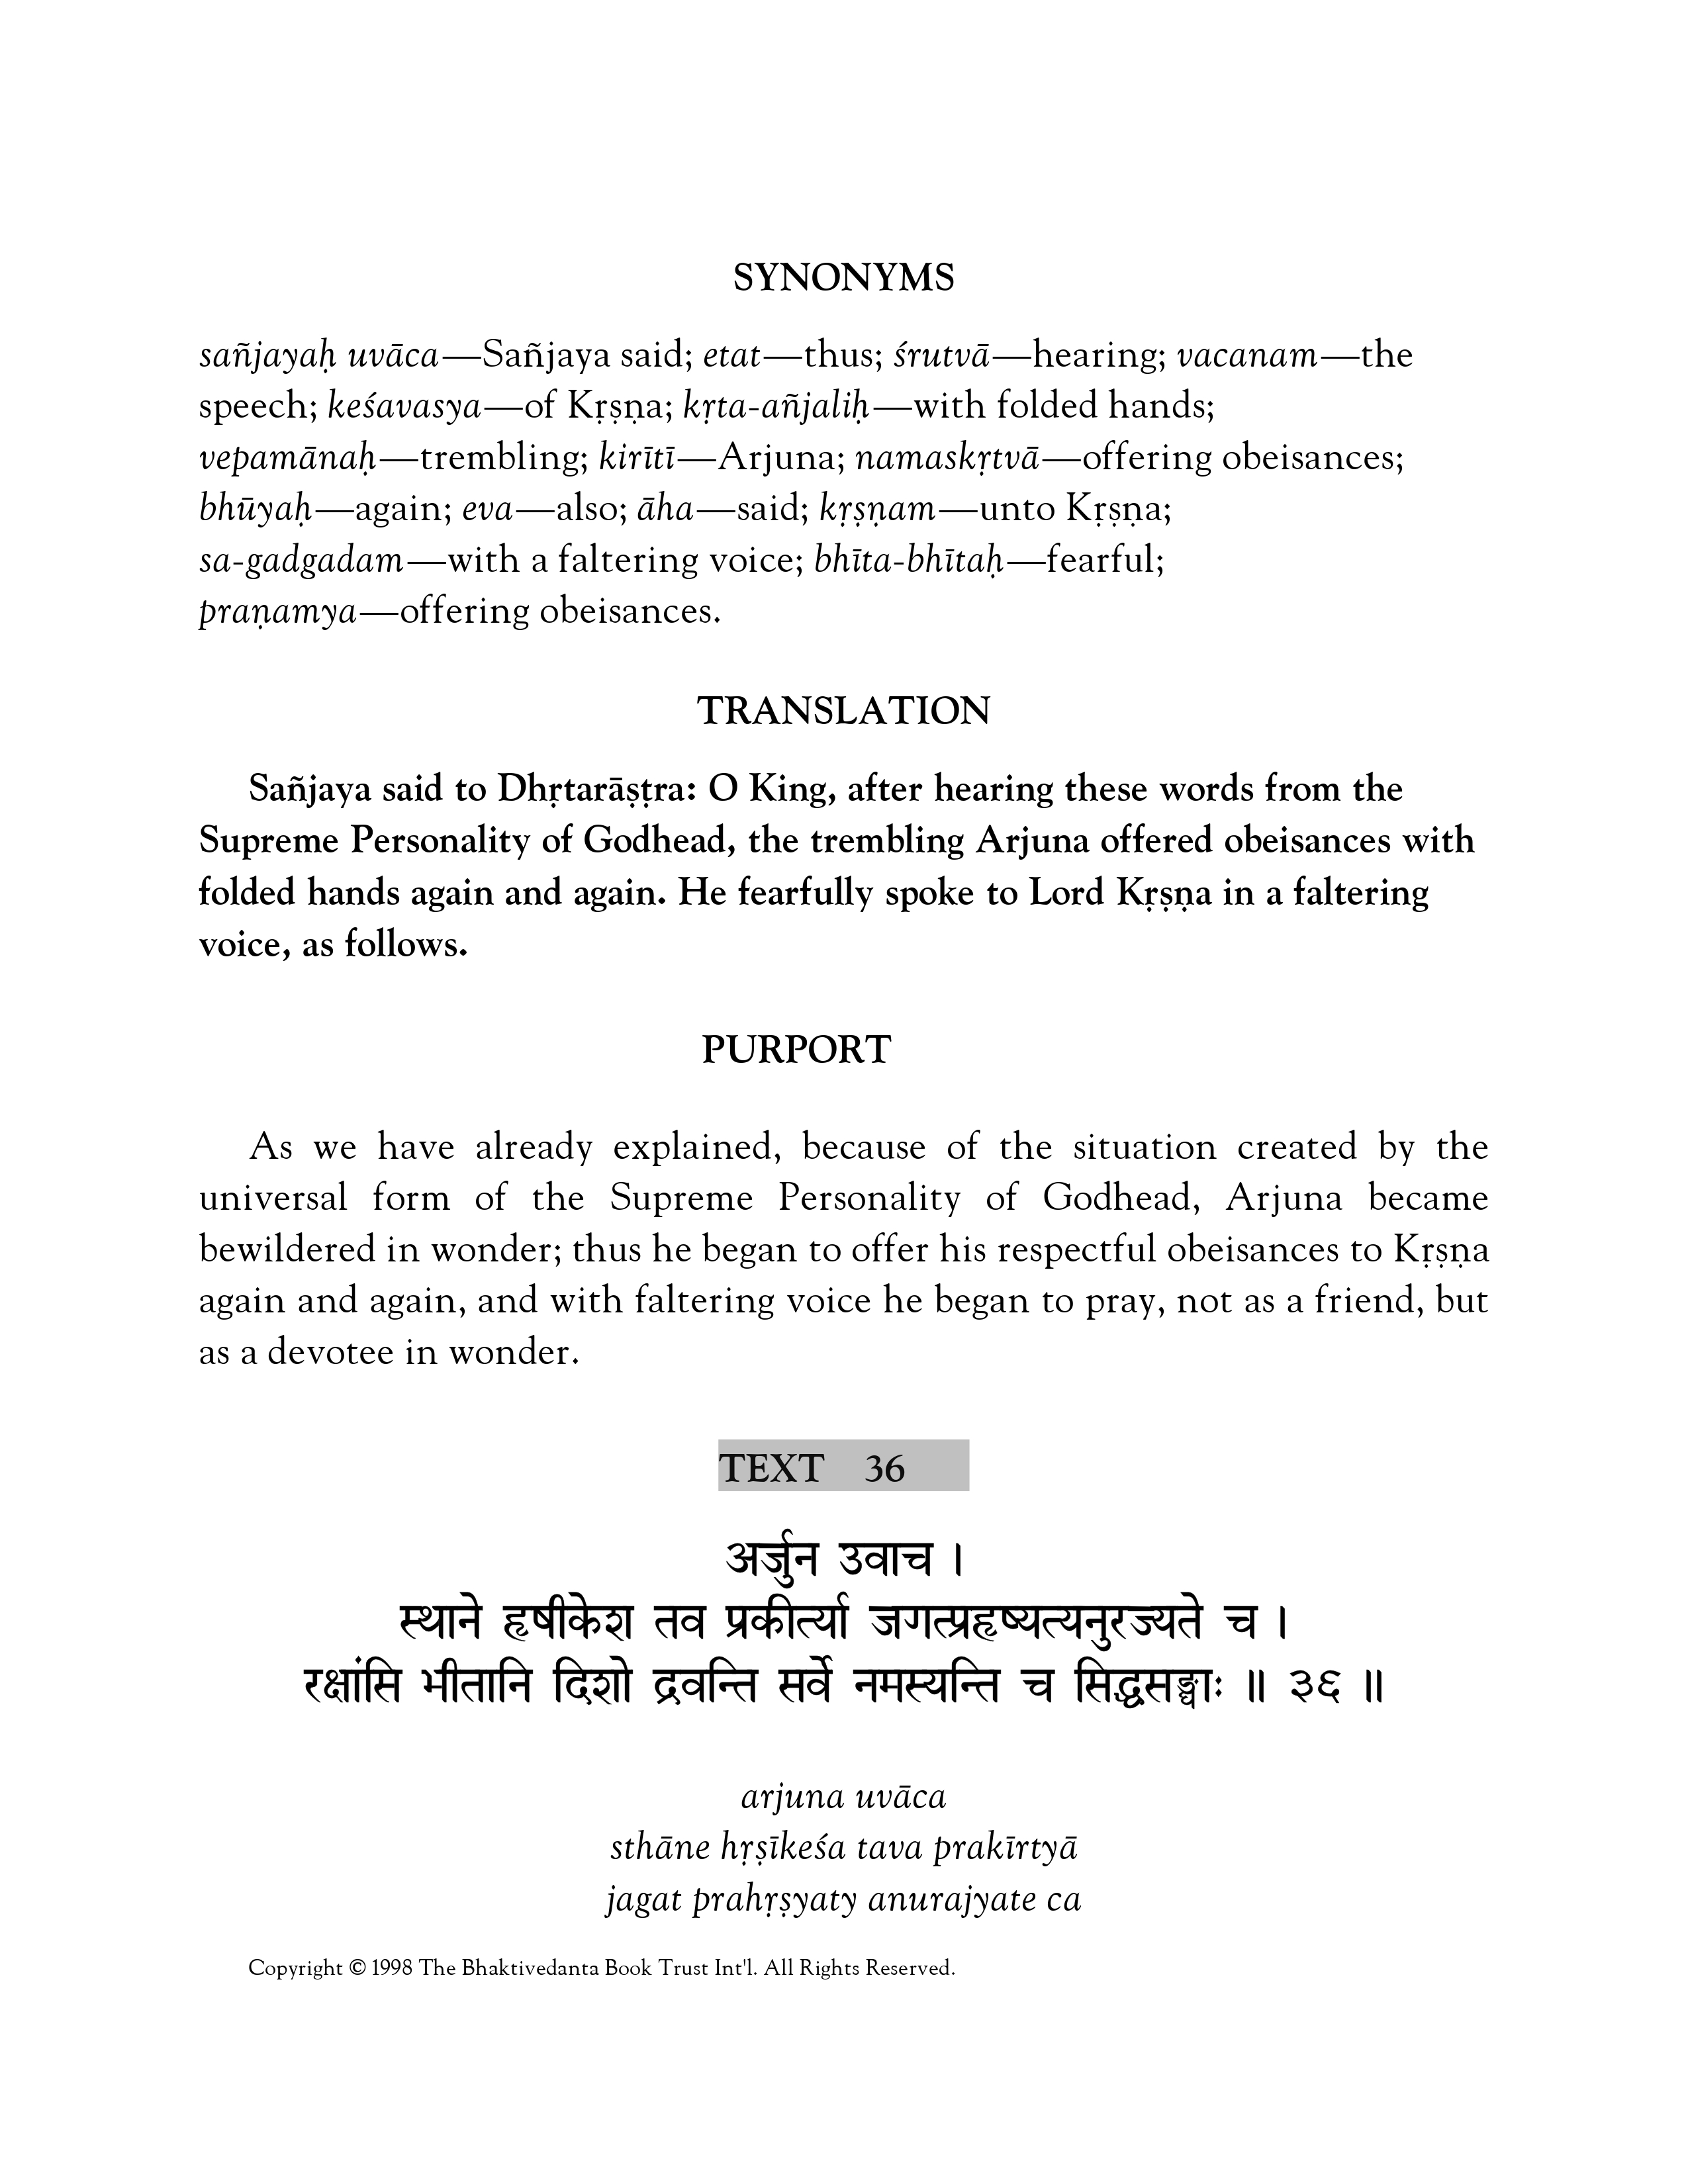 SYNONYMS
sañjayaḥ uvāca—Sañjaya said; etat—thus; śrutvā—hearing; vacanam—the
speech; keśavasya—of Kṛṣṇa; kṛta-añjaliḥ—with folded hands;
vepamānaḥ—trembling; kirītī—Arjuna; namaskṛtvā—offering obeisances;
bhūyaḥ—again; eva—also; āha—said; kṛṣṇam—unto Kṛṣṇa;
sa-gadgadam—with a faltering voice; bhīta-bhītaḥ—fearful;
praṇamya—offering obeisances.
TRANSLATION
Sañjaya said to Dhṛtarāṣṭra: O King, after hearing these words from the
Supreme Personality of Godhead, the trembling Arjuna offered obeisances with
folded hands again and again. He fearfully spoke to Lord Kṛṣṇa in a faltering
voice, as follows.
PURPORT
As we have already explained, because of the situation created by the
universal form of the Supreme Personality of Godhead, Arjuna became
bewildered in wonder; thus he began to offer his respectful obeisances to Kṛṣṇa
again and again, and with faltering voice he began to pray, not as a friend, but
as a devotee in wonder.
TEXT 36
अर्जुन उवाच ।
स्थाने हृषीकेश तव प्रकीर्त्या जगत्प्रहृष्यत्यनुरज्यते च ।
रक्षांसि भीतानि दिशो द्रवन्ति सर्वे नमस्यन्ति च सिद्धसङ्घाः ॥ ३६ ॥
arjuna uvāca
sthāne hṛṣīkeśa tava prakīrtyā
jagat prahṛṣyaty anurajyate ca
Copyright © 1998 The Bhaktivedanta Book Trust Int'l. All Rights Reserved.